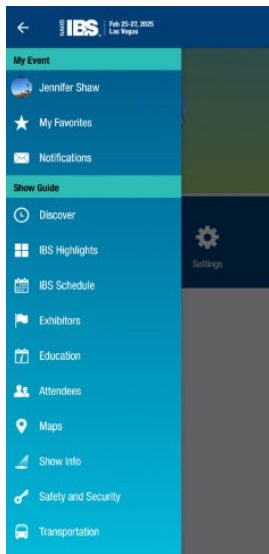 NAHB IBS Feb 25-27, 2025
Las Vegas
My Event
Jennifer Shaw
My Favorites
Notifications
Show Guide
Discover
IBS Highlights
IBS Schedule
Settings
Exhibitors
Education
Attendees
Maps
Show Info
Safety and Security
Transportation